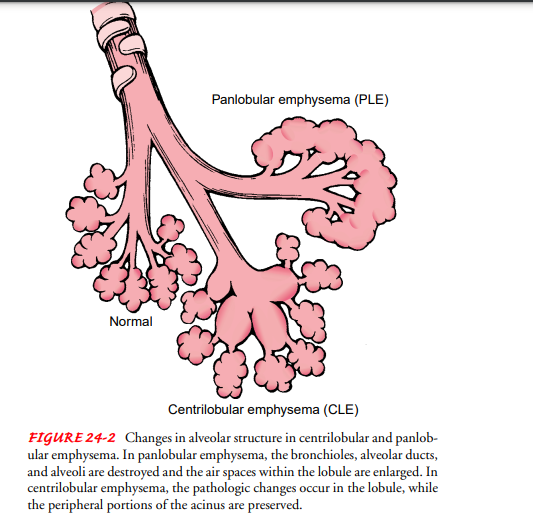 Panlobular emphysema (PLE)
Normal
Centrilobular emphysema (CLE)
FIGURE 24-2 Changes in alveolar structure in centrilobular and panlob-
ular emphysema. In panlobular emphysema, the bronchioles, alveolar ducts,
and alveoli are destroyed and the air spaces within the lobule are enlarged. In
centrilobular emphysema, the pathologic changes occur in the lobule, while
the peripheral portions of the acinus are preserved.